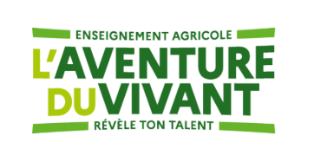 ENSEIGNEMENT AGRICOLE
L'AVENTURE
DU VIVANT
RÉVÈLE TON TALENT